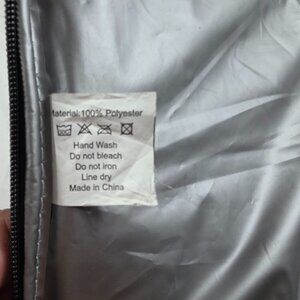 Material:100% Polyester
Hand Wash
Do not bleach
Do not iron
Line dry
Made in China